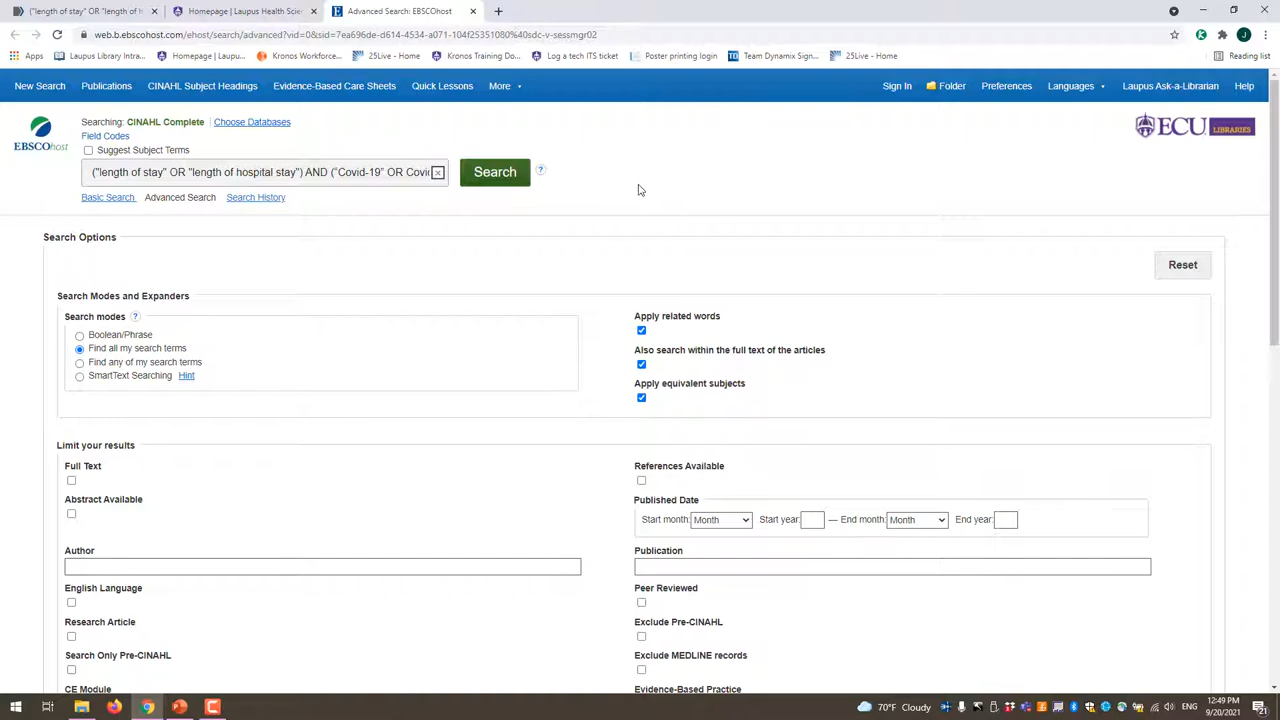 ("length of stay" OR "length of h
Homepage | Laupus Health Scien
Advanced Search: EBSCOhost
web.b.ebscohost.com/ehost/search/advanced?vid=0&sid=7ea696de-d614-4534-a071-104f25351080%40sdc-v-sessmgr02
Apps
Laupus Library Intra...
Homepage | Laupu...
Kronos Workforce...
25Live - Home
Kronos Training Do...
Log a tech ITS ticket
Poster printing login
Team Dynamix Sign...
25Live - Home
Reading list
New Search
Publications
CINAHL Subject Headings
Evidence-Based Care Sheets
Quick Lessons
More
Sign In
Folder
Preferences
Languages
Laupus Ask-a-Librarian
Help
EBSCOhost
Searching: CINAHL Complete | Choose Databases
Field Codes
Suggest Subject Terms
("length of stay" OR "length of hospital stay") AND ("Covid-19" OR Covi
Search
ECU LIBRARIES
Basic Search
Advanced Search
Search History
Search Options
Reset
Search Modes and Expanders
Search modes
Boolean/Phrase
Find all my search terms
Find any of my search terms
SmartText Searching Hint
Apply related words
Also search within the full text of the articles
Apply equivalent subjects
Limit your results
Full Text
References Available
Abstract Available
Published Date
Start month: Month Start year: — End month: Month End year:
Author
Publication
English Language
Peer Reviewed
Research Article
Exclude Pre-CINAHL
Search Only Pre-CINAHL
Exclude MEDLINE records
CE Module
Evidence-Based Practice
70°F Cloudy
ENG
12:49 PM
9/20/2021
21